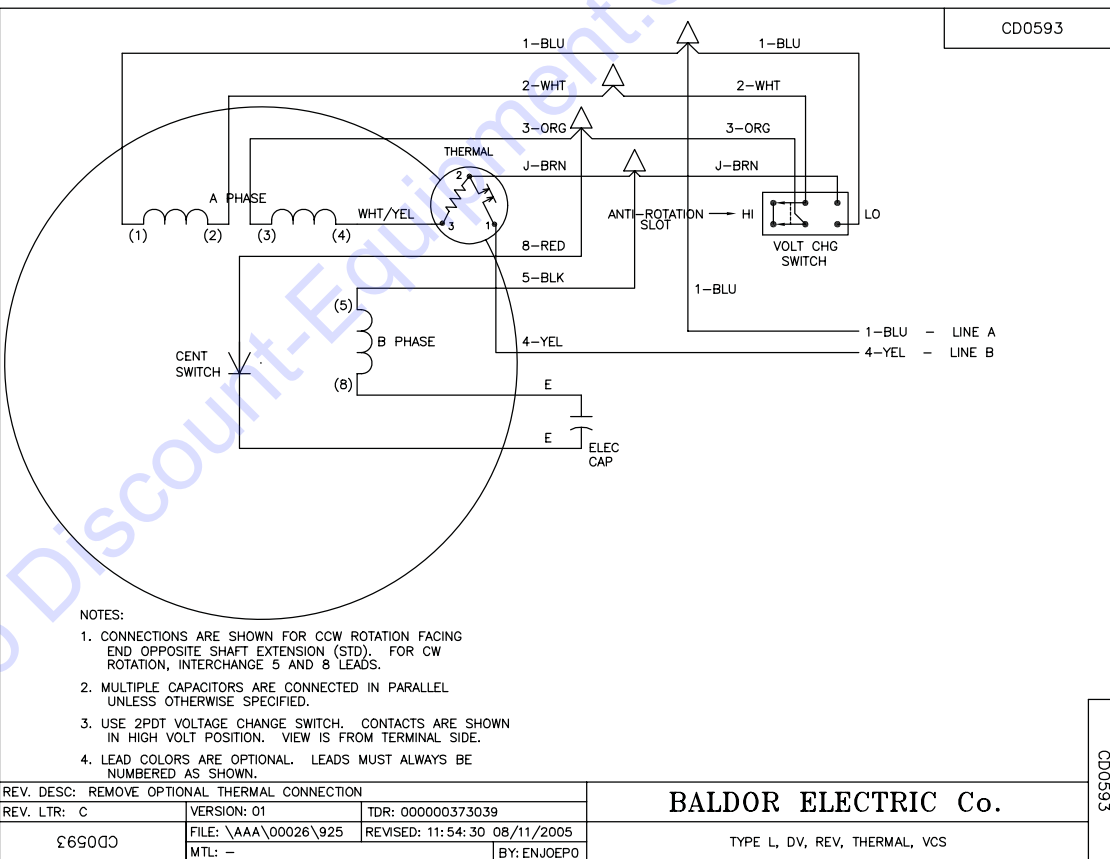 CD0593
1-BLU
1-BLU
2-WHT
2-WHT
3-ORG
3-ORG
THERMAL
J-BRN
J-BRN
2
A PHASE
WHT/YEL
3
1
ANTI-ROTATION SLOT
HI
LO
(1)
(2)
(3)
(4)
VOLT CHG
SWITCH
8-RED
5-BLK
1-BLU
(5)
B PHASE
4-YEL
1-BLU - LINE A
4-YEL - LINE B
CENT
SWITCH
(8)
E
E
ELEC
CAP
Discount-Equipment.com
NOTES:
1. CONNECTIONS ARE SHOWN FOR CCW ROTATION FACING
END OPPOSITE SHAFT EXTENSION (STD). FOR CW
ROTATION, INTERCHANGE 5 AND 8 LEADS.
2. MULTIPLE CAPACITORS ARE CONNECTED IN PARALLEL
UNLESS OTHERWISE SPECIFIED.
3. USE 2PDT VOLTAGE CHANGE SWITCH. CONTACTS ARE SHOWN
IN HIGH VOLT POSITION. VIEW IS FROM TERMINAL SIDE.
4. LEAD COLORS ARE OPTIONAL. LEADS MUST ALWAYS BE
NUMBERED AS SHOWN.
CD0593
REV. DESC: REMOVE OPTIONAL THERMAL CONNECTION
REV. LTR: C
VERSION: 01
TDR: 000000373039
CD0593
FILE: \AAA\00026\925
REVISED: 11:54:30 08/11/2005
MTL: -
BY: ENJOEPO
BALDOR ELECTRIC Co.
TYPE L, DV, REV, THERMAL, VCS